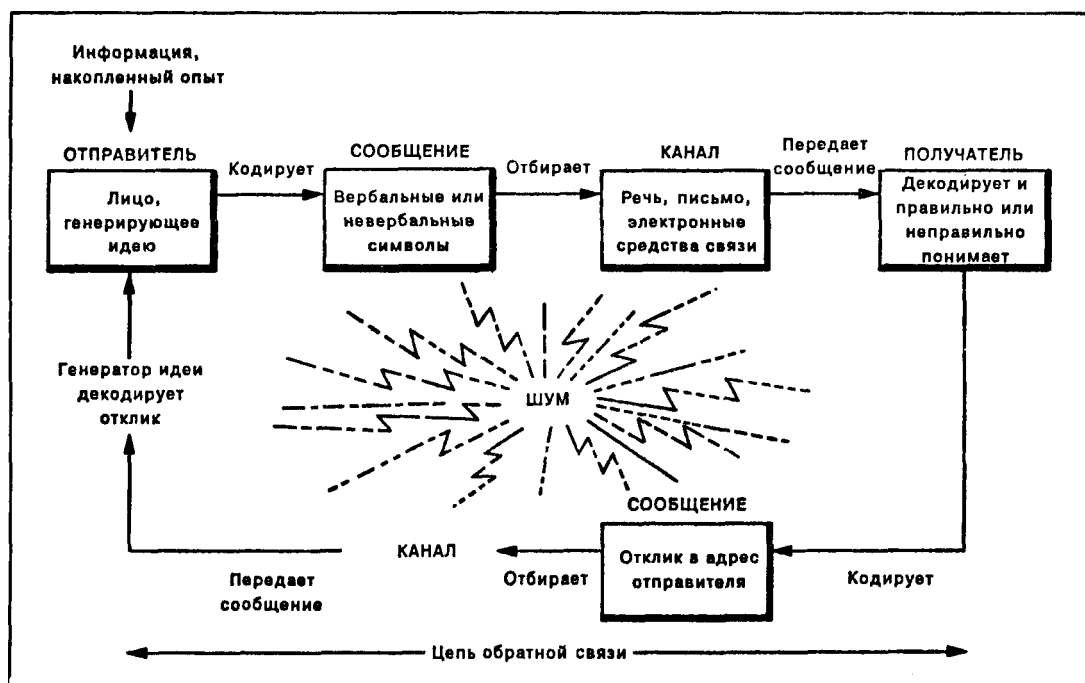 Информация,
накопленный опыт
ОТПРАВИТЕЛЬ
Лицо,
генерирующее
идею
Кодирует
СООБЩЕНИЕ
Вербальные или
невербальные
символы
Отбирает
КАНАЛ
Речь, письмо,
электронные
средства связи
Передает
сообщение
ПОЛУЧАТЕЛЬ
Декодирует и
правильно или
неправильно
понимает
Генератор идеи
декодирует
отклик
ШУМ
СООБЩЕНИЕ
Отклик в адрес
отправителя
Кодирует
Отбирает
КАНАЛ
Передает
сообщение
Цепь обратной связи